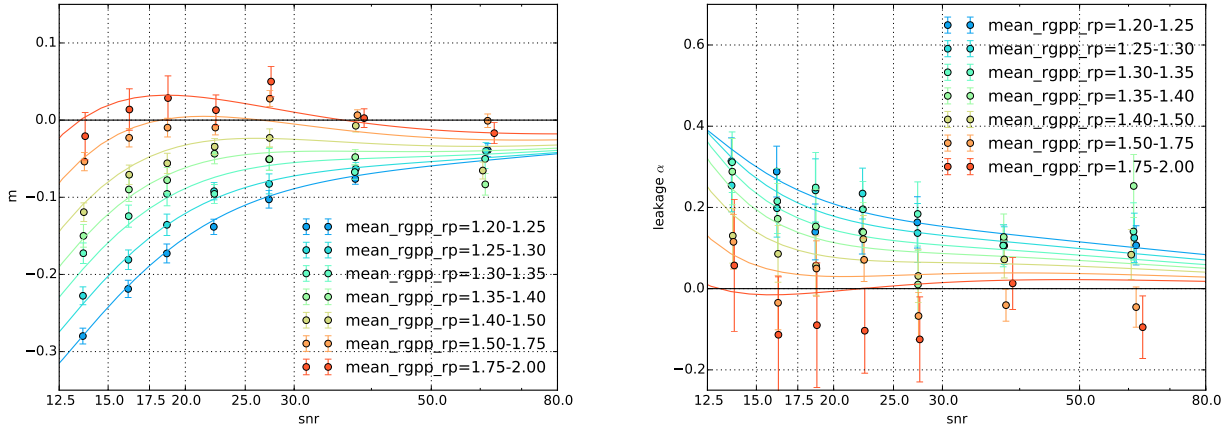 0.1
0.0
−0.1
−0.2
−0.3
m
mean_rgpp_rp=1.20-1.25
mean_rgpp_rp=1.25-1.30
mean_rgpp_rp=1.30-1.35
mean_rgpp_rp=1.35-1.40
mean_rgpp_rp=1.40-1.50
mean_rgpp_rp=1.50-1.75
mean_rgpp_rp=1.75-2.00
12.5 15.0 17.5 20.0 25.0 30.0 50.0 80.0
snr
0.6
0.4
0.2
0.0
−0.2
leakage α
mean_rgpp_rp=1.20-1.25
mean_rgpp_rp=1.25-1.30
mean_rgpp_rp=1.30-1.35
mean_rgpp_rp=1.35-1.40
mean_rgpp_rp=1.40-1.50
mean_rgpp_rp=1.50-1.75
mean_rgpp_rp=1.75-2.00
12.5 15.0 17.5 20.0 25.0 30.0 50.0 80.0
snr